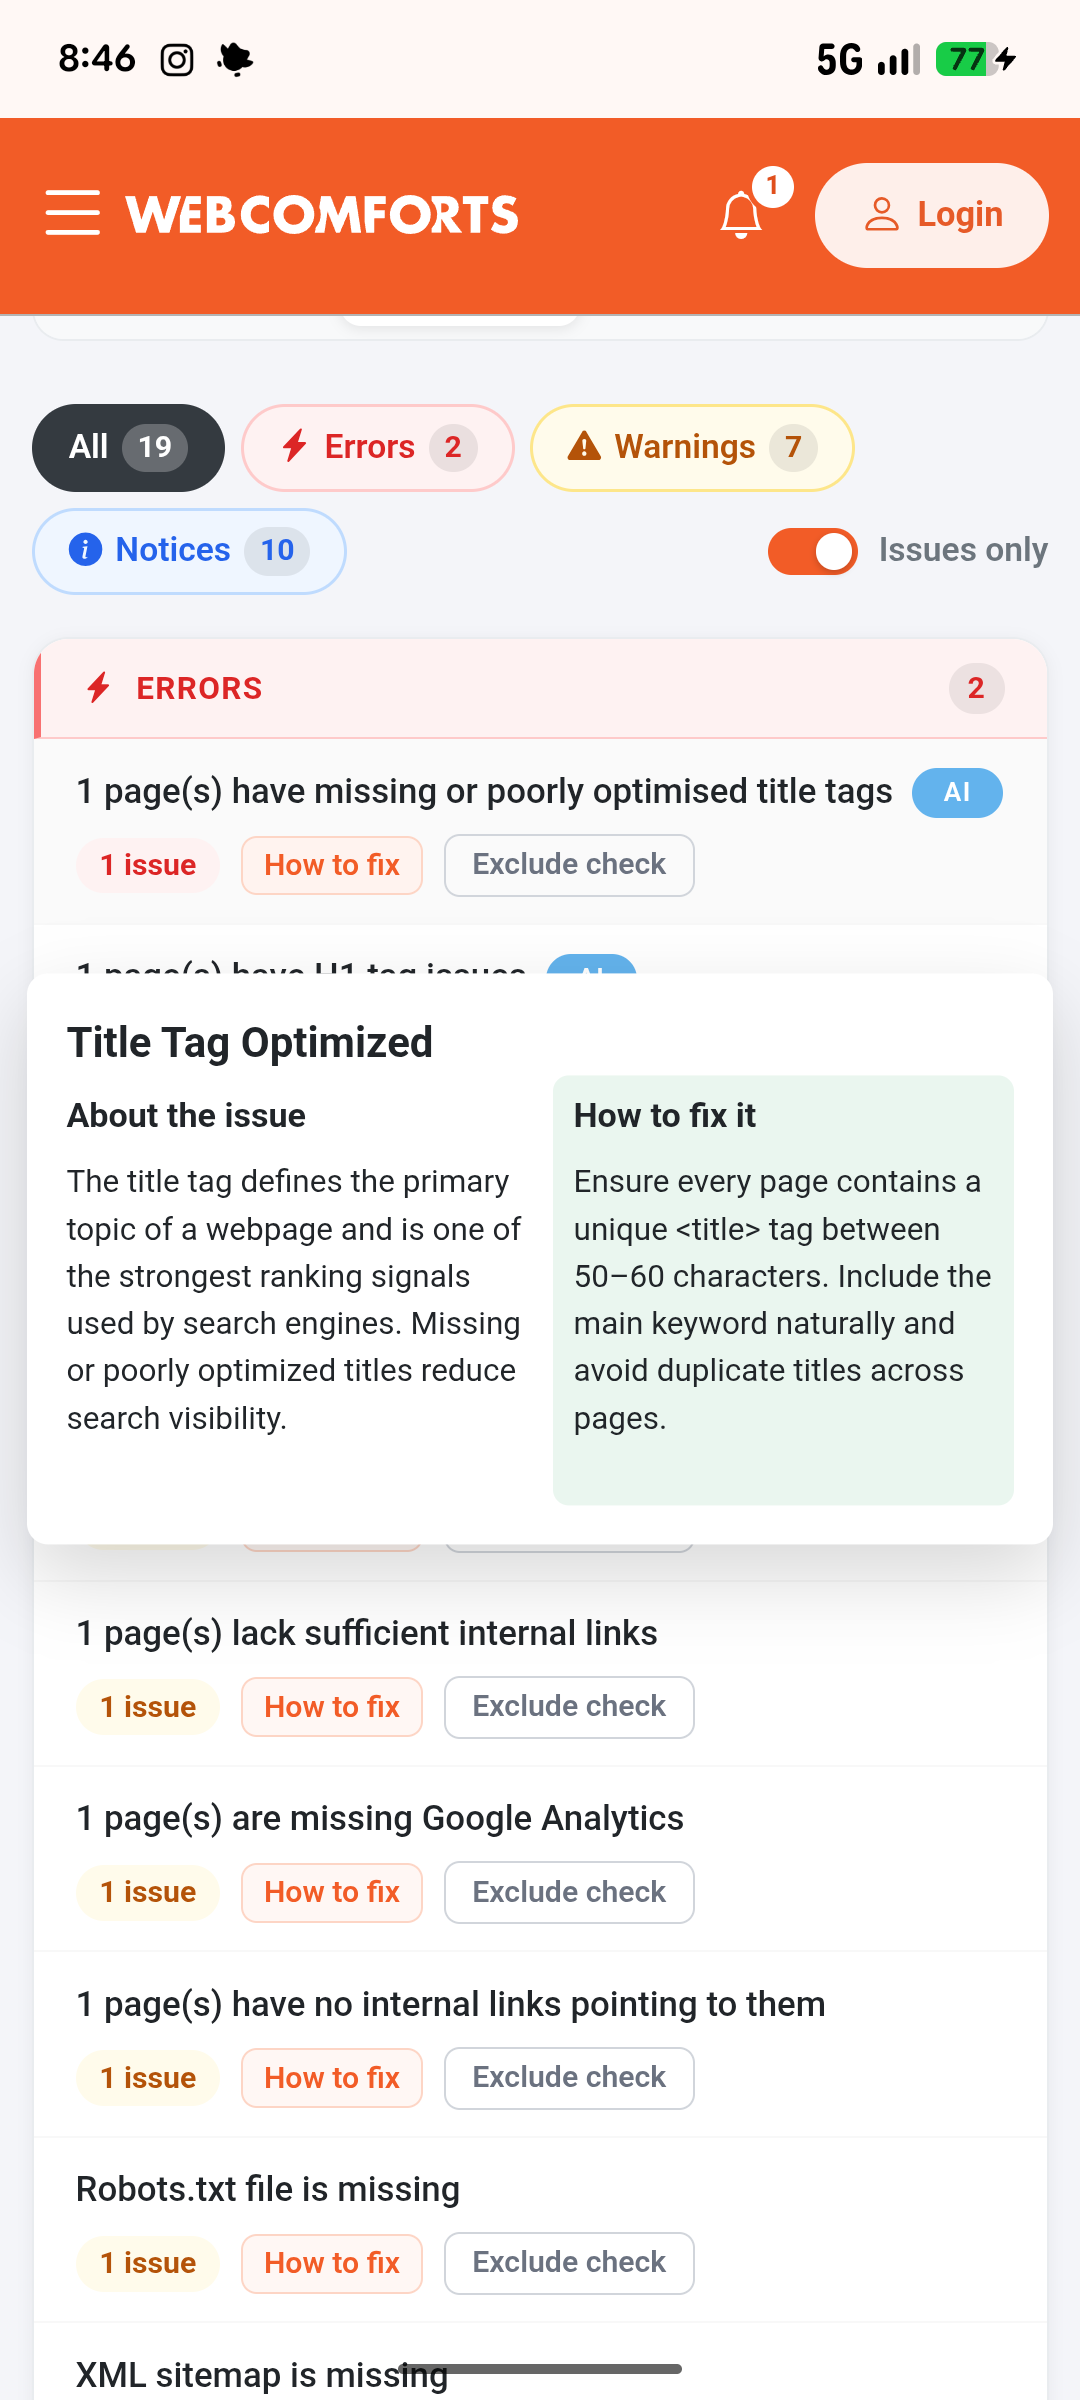 8:46
5G
77
WEBCOMFORTS
1
Login
All 19
Errors 2
Warnings 7
Notices 10
Issues only
ERRORS
2
1 page(s) have missing or poorly optimised title tags AI
1 issue How to fix Exclude check
1 page(s) have H1 tag issues AI
Title Tag Optimized
About the issue
The title tag defines the primary
topic of a webpage and is one of
the strongest ranking signals
used by search engines. Missing
or poorly optimized titles reduce
search visibility.
How to fix it
Ensure every page contains a
unique <title> tag between
50–60 characters. Include the
main keyword naturally and
avoid duplicate titles across
pages.
1 page(s) lack sufficient internal links
1 issue How to fix Exclude check
1 page(s) are missing Google Analytics
1 issue How to fix Exclude check
1 page(s) have no internal links pointing to them
1 issue How to fix Exclude check
Robots.txt file is missing
1 issue How to fix Exclude check
XML sitemap is missing